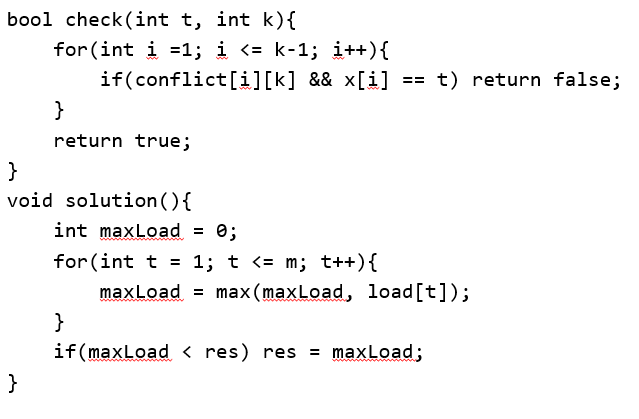 bool check(int t, int k){
    for(int i =1; i <= k-1; i++){
        if(conflict[i][k] && x[i] == t) return false;
    }
    return true;
}
void solution(){
    int maxLoad = 0;
    for(int t = 1; t <= m; t++){
        maxLoad = max(maxLoad, load[t]);
    }
    if(maxLoad < res) res = maxLoad;
}